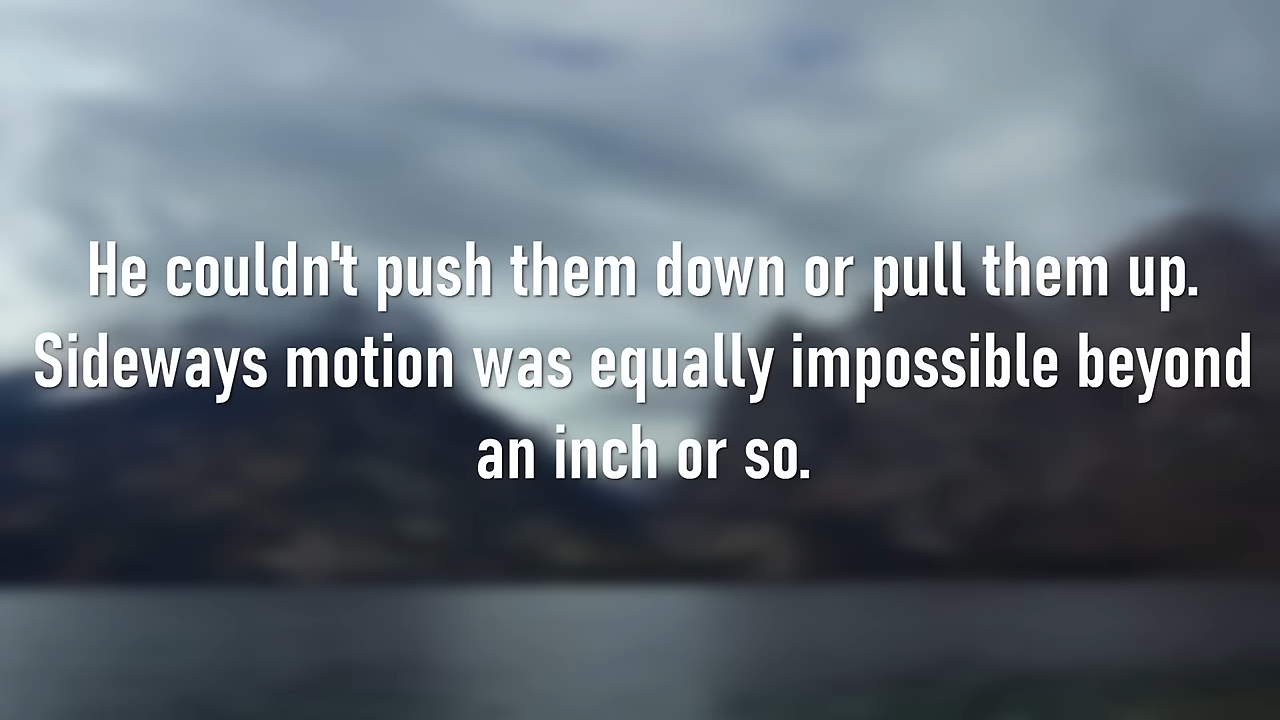 He couldn't push them down or pull them up.
Sideways motion was equally impossible beyond
an inch or so.